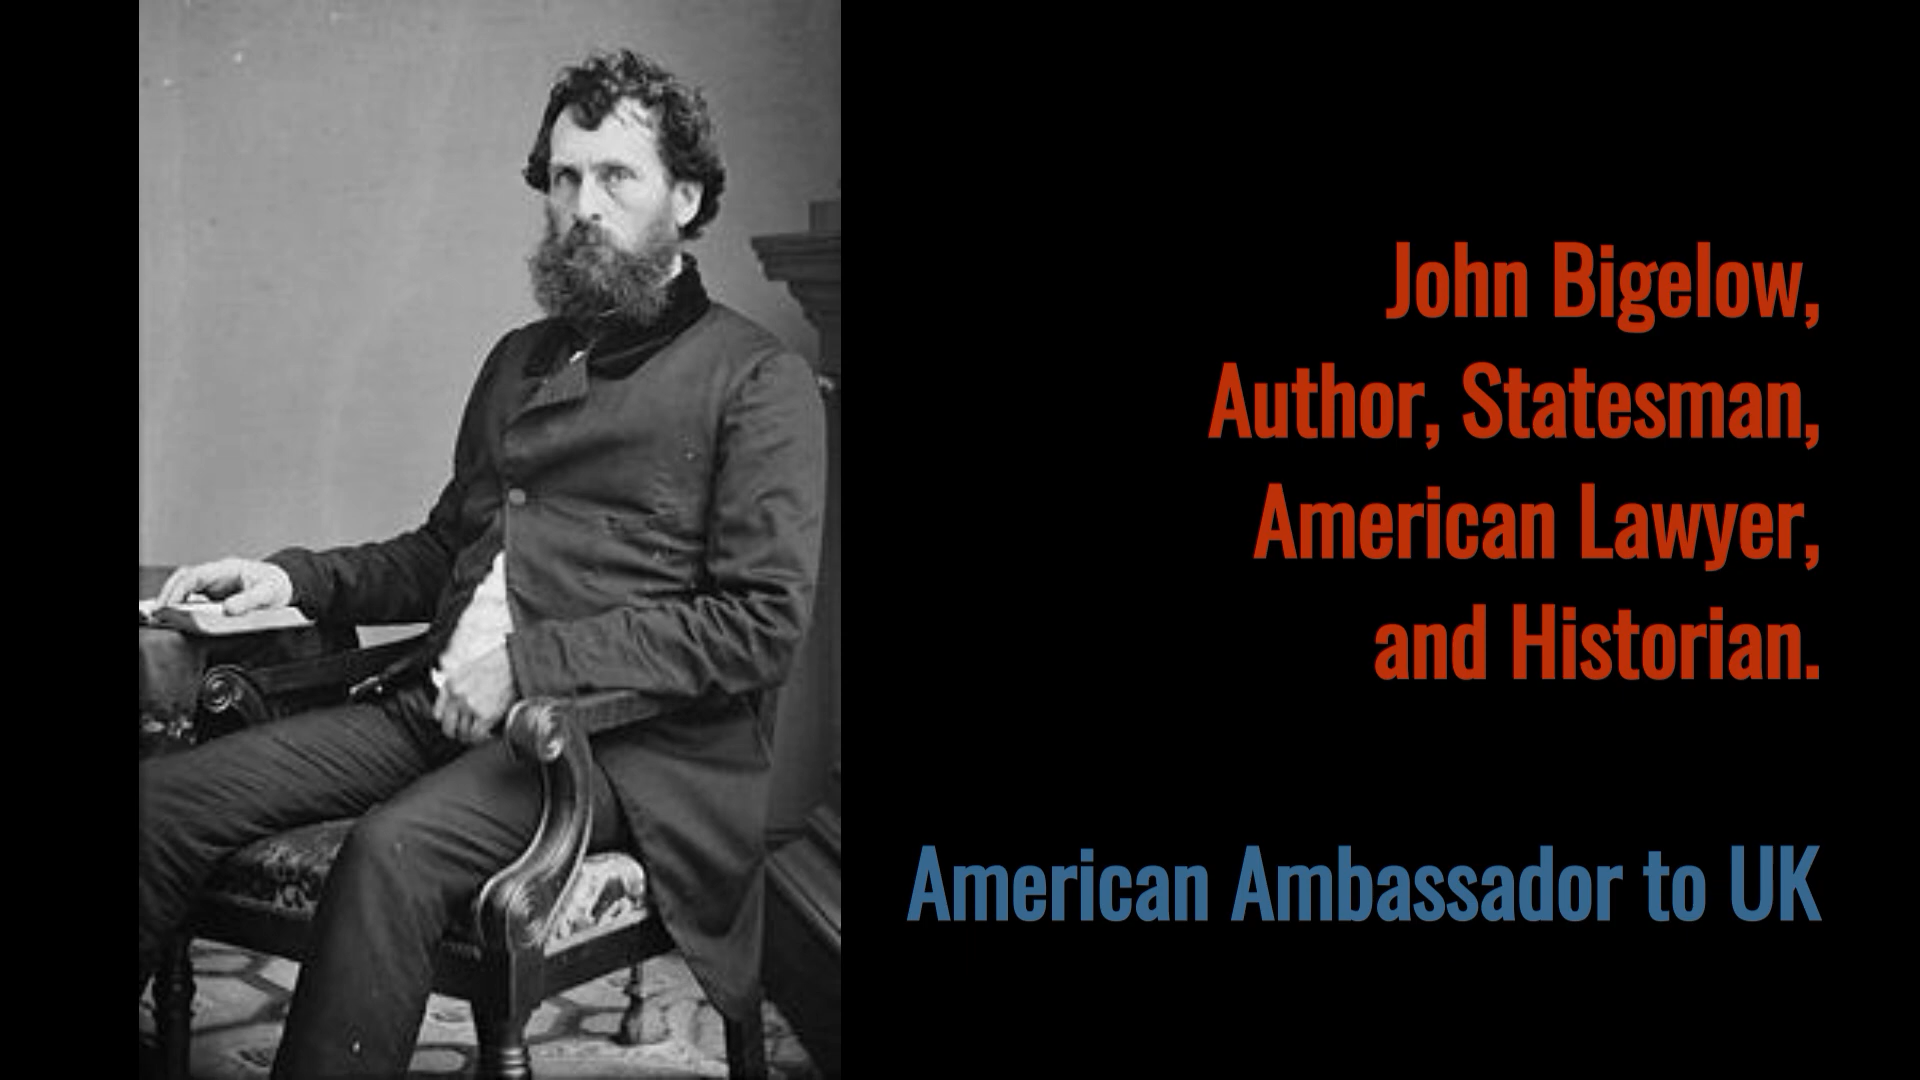 John Bigelow,
Author, Statesman,
American Lawyer,
and Historian.
American Ambassador to UK